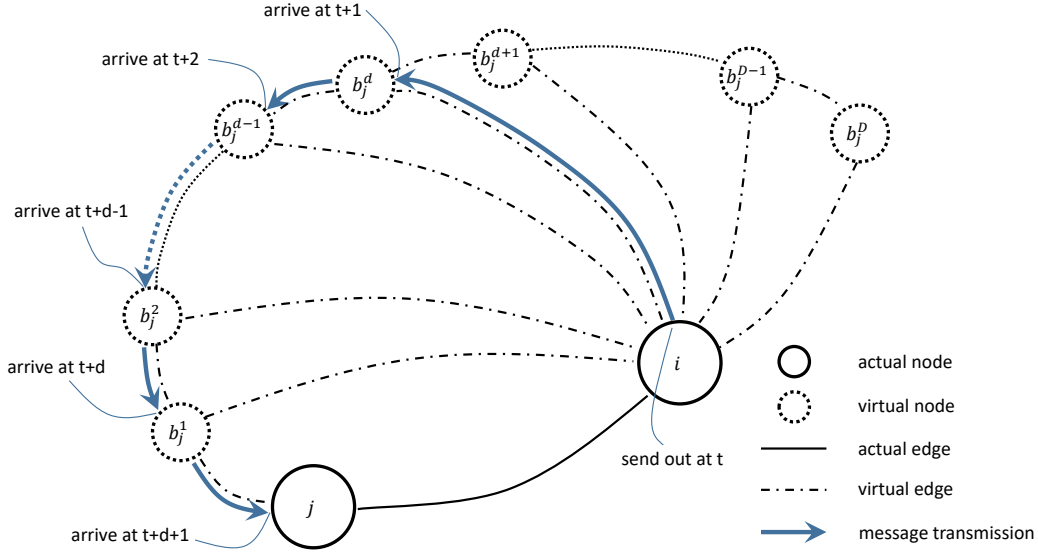 arrive at t+1
arrive at t+2
b_j^{d+1}
b_j^{D-1}
b_j^d
b_j^{d-1}
b_j^D
arrive at t+d-1
b_j^2
arrive at t+d
i
actual node
b_j^1
virtual node
send out at t
actual edge
virtual edge
j
arrive at t+d+1
message transmission